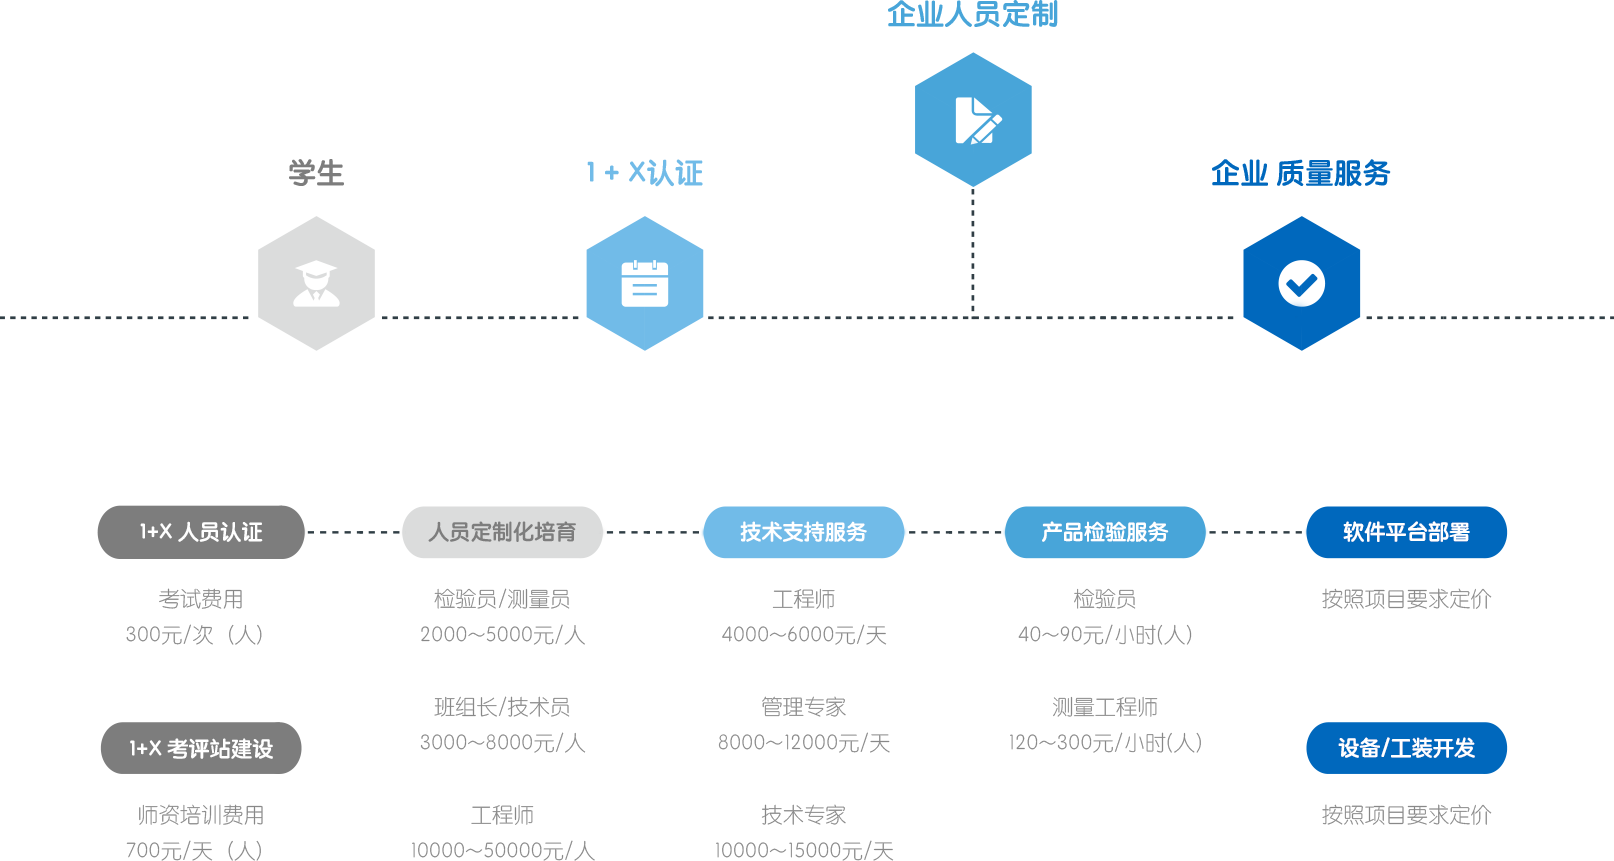 企业人员定制
学生
1 + X认证
企业 质量服务
1+X 人员认证
人员定制化培育
技术支持服务
产品检验服务
软件平台部署
考试费用
检验员/测量员
工程师
检验员
按照项目要求定价
300元/次（人）
2000～5000元/人
4000～6000元/天
40～90元/小时(人)
班组长/技术员
管理专家
测量工程师
3000～8000元/人
8000～12000元/天
120～300元/小时(人)
1+X 考评站建设
设备/工装开发
师资培训费用
工程师
技术专家
按照项目要求定价
700元/天（人）
10000～50000元/人
10000～15000元/天